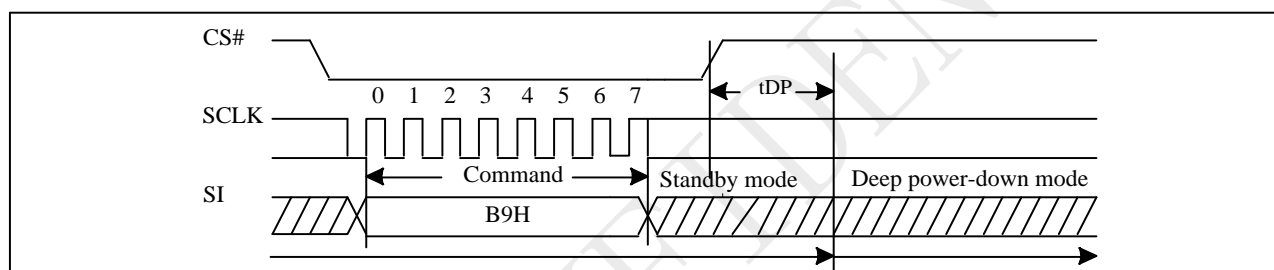 CS#
tDP
0 1 2 3 4 5 6 7
SCLK
Command
Standby mode
Deep power-down mode
SI
B9H